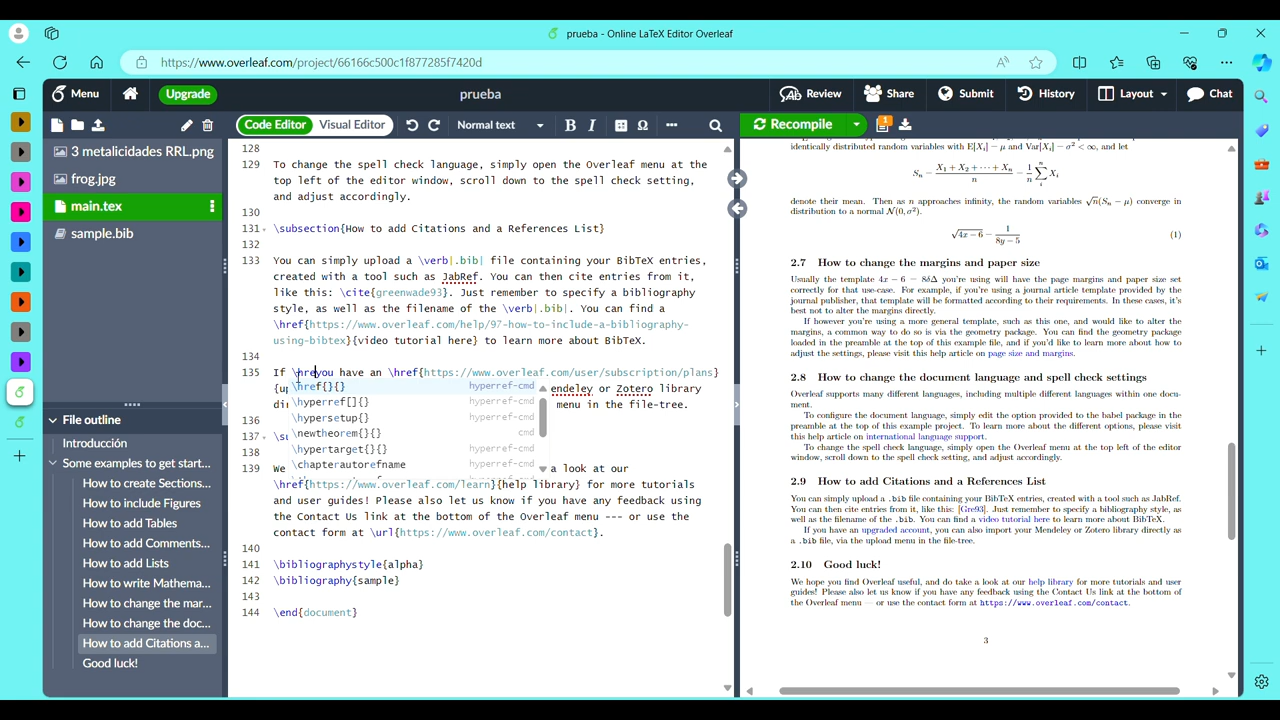 prueba - Online LaTeX Editor Overleaf
https://www.overleaf.com/project/66166c500c1f877285f7420d
Menu
Upgrade
prueba
Review
Share
Submit
History
Layout
Chat
Code Editor
Visual Editor
Normal text
B
I
Ω
Recompile
1
3 metalicidades RRL.png
frog.jpg
main.tex
sample.bib
File outline
Introducción
Some examples to get start...
How to create Sections...
How to include Figures
How to add Tables
How to add Comments...
How to add Lists
How to write Mathema...
How to change the mar...
How to change the doc...
How to add Citations a...
Good luck!
128
129 To change the spell check language, simply open the Overleaf menu at the
top left of the editor window, scroll down to the spell check setting,
and adjust accordingly.
130
131 \subsection{How to add Citations and a References List}
132
133 You can simply upload a \verb|.bib| file containing your BibTeX entries,
created with a tool such as JabRef. You can then cite entries from it,
like this: \cite{greenwade93}. Just remember to specify a bibliography
style, as well as the filename of the \verb|.bib|. You can find a
\href{https://www.overleaf.com/help/97-how-to-include-a-bibliography-
using-bibtex}{video tutorial here} to learn more about BibTeX.
134
135 If \hreyou have an \href{https://www.overleaf.com/user/subscription/plans}
{up
endeley or Zotero library
menu in the file-tree.
\href{}{} hyperref-cmd
\hyperref[]{} hyperref-cmd
\hypersetup{} hyperref-cmd
\newtheorem{}{} cmd
\hypertarget{}{} hyperref-cmd
\chapterautorefname hyperref-cmd
136
137
138
139 We
a look at our
\href{https://www.overleaf.com/learn}{help library} for more tutorials
and user guides! Please also let us know if you have any feedback using
the Contact Us link at the bottom of the Overleaf menu --- or use the
contact form at \url{https://www.overleaf.com/contact}.
140
141 \bibliographystyle{alpha}
142 \bibliography{sample}
143
144 \end{document}
identically distributed random variables with E[Xᵢ] = μ and Var[Xᵢ] = σ² < ∞, and let
Sₙ = X₁ + X₂ + ··· + Xₙ / n = 1/n ∑ᵢⁿ Xᵢ
denote their mean. Then as n approaches infinity, the random variables √n(Sₙ − μ) converge in
distribution to a normal N(0, σ²).
√4x − 6 = 1 / 8y − 5 (1)
2.7 How to change the margins and paper size
Usually the template 4x − 6 = 8δΔ you're using will have the page margins and paper size set
correctly for that use-case. For example, if you're using a journal article template provided by the
journal publisher, that template will be formatted according to their requirements. In these cases, it's
best not to alter the margins directly.
If however you're using a more general template, such as this one, and would like to alter the
margins, a common way to do so is via the geometry package. You can find the geometry package
loaded in the preamble at the top of this example file, and if you'd like to learn more about how to
adjust the settings, please visit this help article on page size and margins.
2.8 How to change the document language and spell check settings
Overleaf supports many different languages, including multiple different languages within one docu-
ment.
To configure the document language, simply edit the option provided to the babel package in the
preamble at the top of this example project. To learn more about the different options, please visit
this help article on international language support.
To change the spell check language, simply open the Overleaf menu at the top left of the editor
window, scroll down to the spell check setting, and adjust accordingly.
2.9 How to add Citations and a References List
You can simply upload a .bib file containing your BibTeX entries, created with a tool such as JabRef.
You can then cite entries from it, like this: [Gre93]. Just remember to specify a bibliography style, as
well as the filename of the .bib. You can find a video tutorial here to learn more about BibTeX.
If you have an upgraded account, you can also import your Mendeley or Zotero library directly as
a .bib file, via the upload menu in the file-tree.
2.10 Good luck!
We hope you find Overleaf useful, and do take a look at our help library for more tutorials and user
guides! Please also let us know if you have any feedback using the Contact Us link at the bottom of
the Overleaf menu — or use the contact form at https://www.overleaf.com/contact.
3